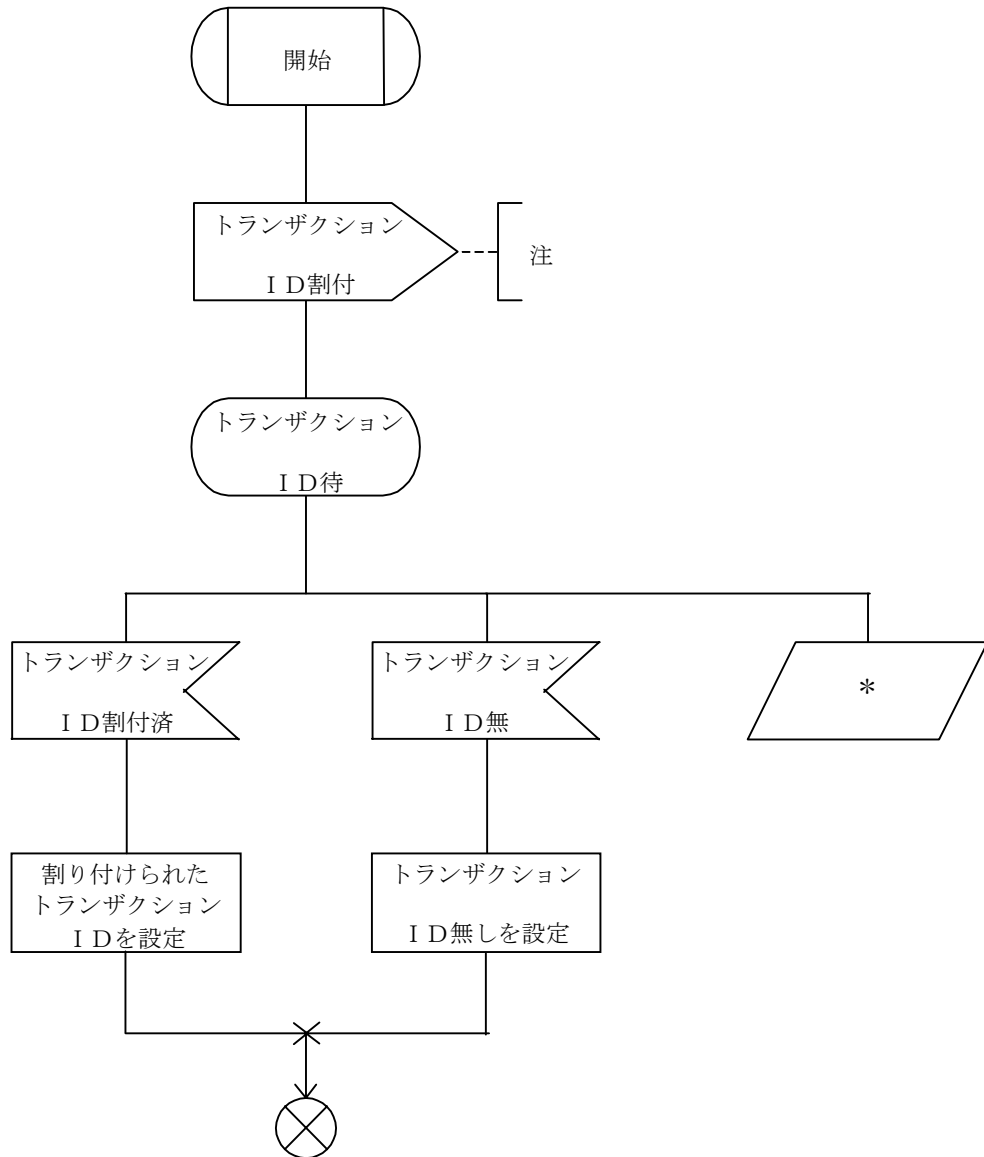 開始
トランザクション
ＩＤ割付
注
トランザクション
ＩＤ待
トランザクション
ＩＤ割付済
トランザクション
ＩＤ無
＊
割り付けられた
トランザクション
ＩＤを設定
トランザクション
ＩＤ無しを設定